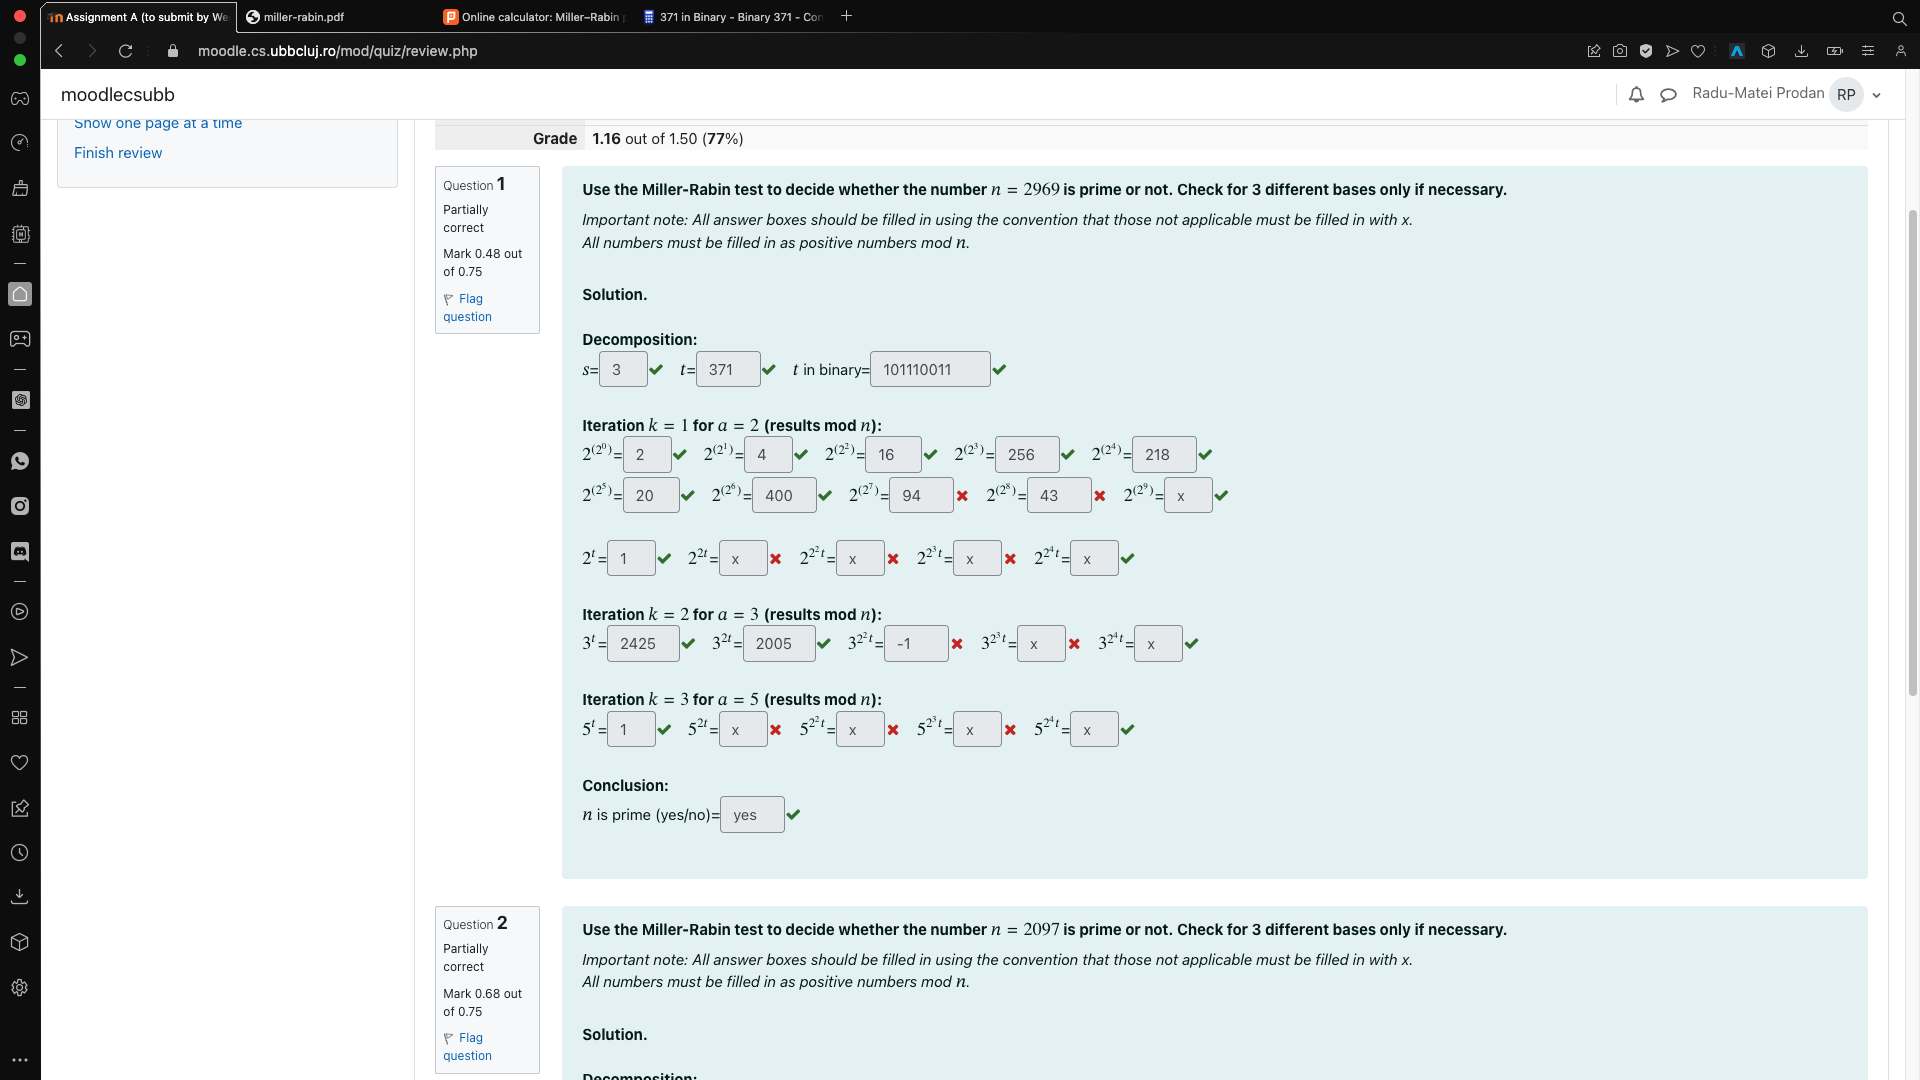 Assignment A (to submit by We
miller-rabin.pdf
Online calculator: Miller–Rabin p
371 in Binary - Binary 371 - Con
moodle.cs.ubbcluj.ro/mod/quiz/review.php
moodlecsubb
Radu-Matei Prodan
RP
Show one page at a time
Finish review
Grade 1.16 out of 1.50 (77%)
Question 1
Partially
correct
Mark 0.48 out
of 0.75
Flag
question
Use the Miller-Rabin test to decide whether the number n = 2969 is prime or not. Check for 3 different bases only if necessary.
Important note: All answer boxes should be filled in using the convention that those not applicable must be filled in with x.
All numbers must be filled in as positive numbers mod n.
Solution.
Decomposition:
s= 3 t= 371 t in binary= 101110011
Iteration k = 1 for a = 2 (results mod n):
2^(2^0)= 2 2^(2^1)= 4 2^(2^2)= 16 2^(2^3)= 256 2^(2^4)= 218
2^(2^5)= 20 2^(2^6)= 400 2^(2^7)= 94 2^(2^8)= 43 2^(2^9)= x
2^t= 1 2^2t= x 2^2^2t= x 2^2^3t= x 2^2^4t= x
Iteration k = 2 for a = 3 (results mod n):
3^t= 2425 3^2t= 2005 3^2^2t= -1 3^2^3t= x 3^2^4t= x
Iteration k = 3 for a = 5 (results mod n):
5^t= 1 5^2t= x 5^2^2t= x 5^2^3t= x 5^2^4t= x
Conclusion:
n is prime (yes/no)= yes
Question 2
Partially
correct
Mark 0.68 out
of 0.75
Flag
question
Use the Miller-Rabin test to decide whether the number n = 2097 is prime or not. Check for 3 different bases only if necessary.
Important note: All answer boxes should be filled in using the convention that those not applicable must be filled in with x.
All numbers must be filled in as positive numbers mod n.
Solution.
Decomposition: